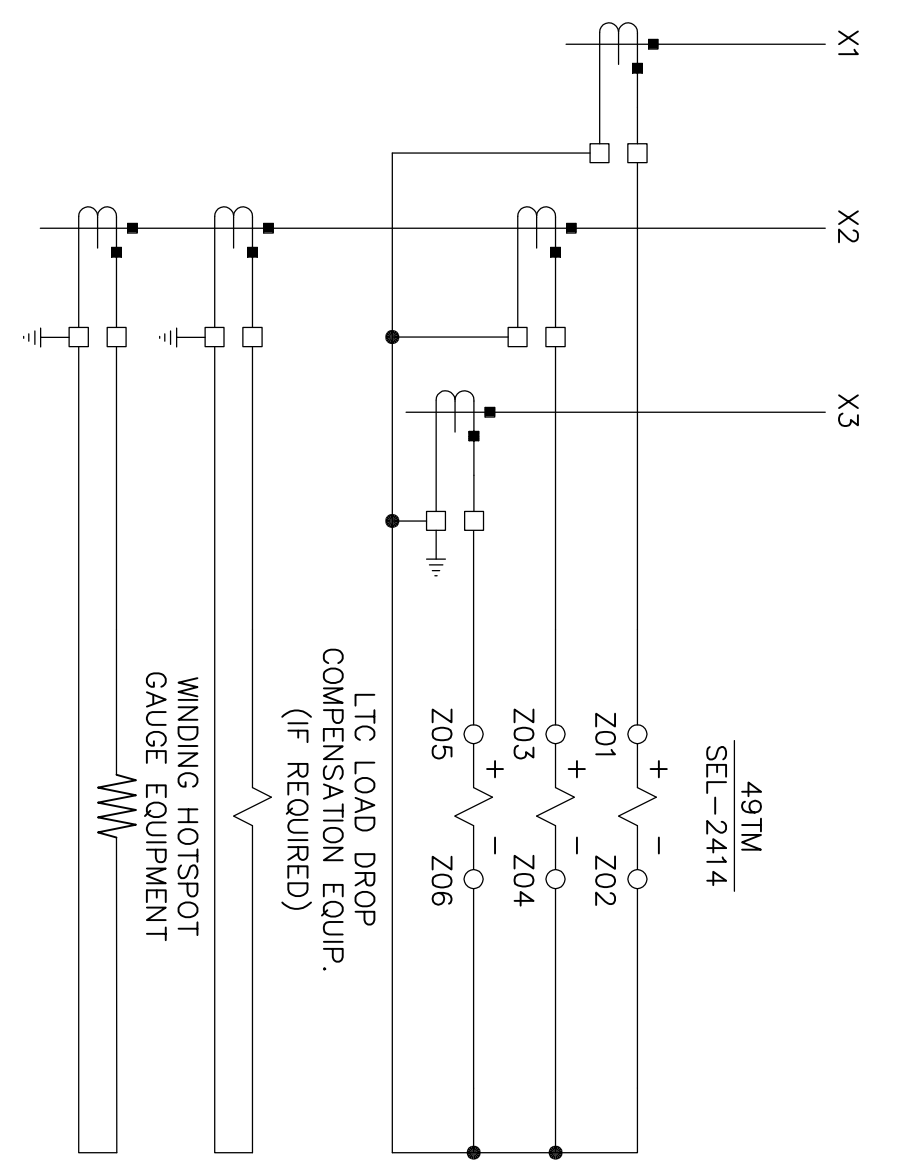 X1
X2
X3
49TM
SEL-2414
Z01
+
-
Z02
Z03
+
-
Z04
Z05
+
-
Z06
LTC LOAD DROP
COMPENSATION EQUIP.
(IF REQUIRED)
WINDING HOTSPOT
GAUGE EQUIPMENT